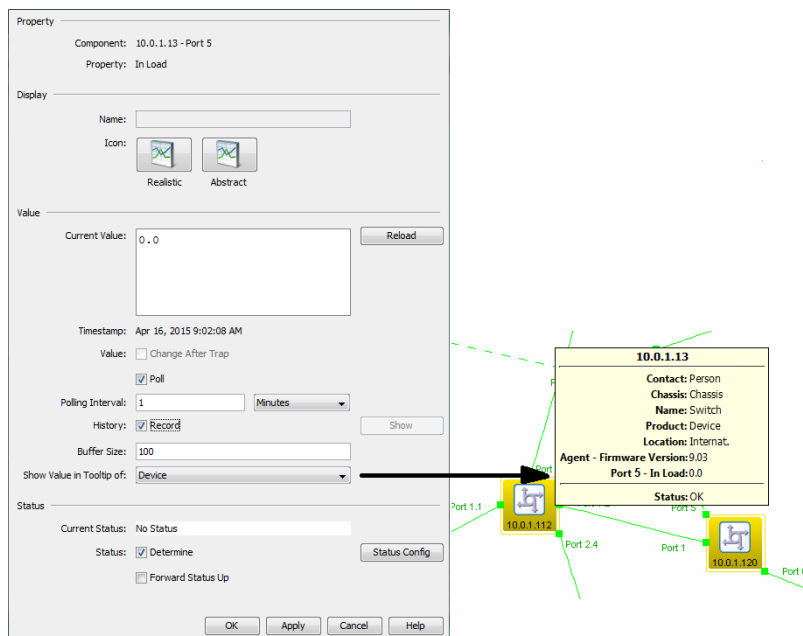 Property
Component: 10.0.1.13 - Port 5
Property: In Load
Display
Name:
Icon:
Realistic Abstract
Value
Current Value: 0.0 Reload
Timestamp: Apr 16, 2015 9:02:08 AM
Value: Change After Trap
Poll
Polling Interval: 1 Minutes
History: Record Show
Buffer Size: 100
Show Value in Tooltip of: Device
Status
Current Status: No Status
Status: Determine Status Config
Forward Status Up
OK Apply Cancel Help
10.0.1.13
Contact: Person
Chassis: Chassis
Name: Switch
Product: Device
Location: Internat.
Agent - Firmware Version: 9.03
Port 5 - In Load: 0.0
Status: OK
Port
Port 1.1
Port 5
10.0.1.112
Port 2.4
Port 1
10.0.1.120
Port